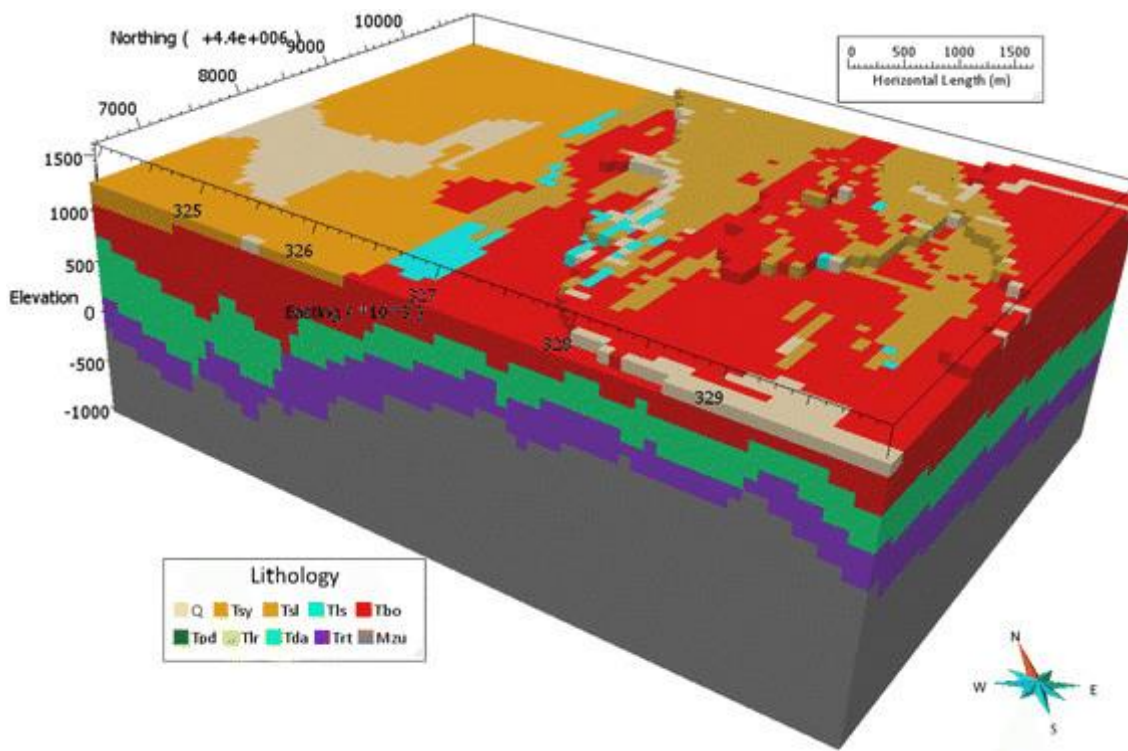 Northing ( +4.4e+006 )
7000
8000
9000
10000
0 500 1000 1500
Horizontal Length (m)
1500
1000
500
0
-500
-1000
Elevation
325
326
327
328
329
Lithology
Q Tsy Tsl Tls Tbo
Tpd Tlr Tda Trt Mzu
N
W E
S